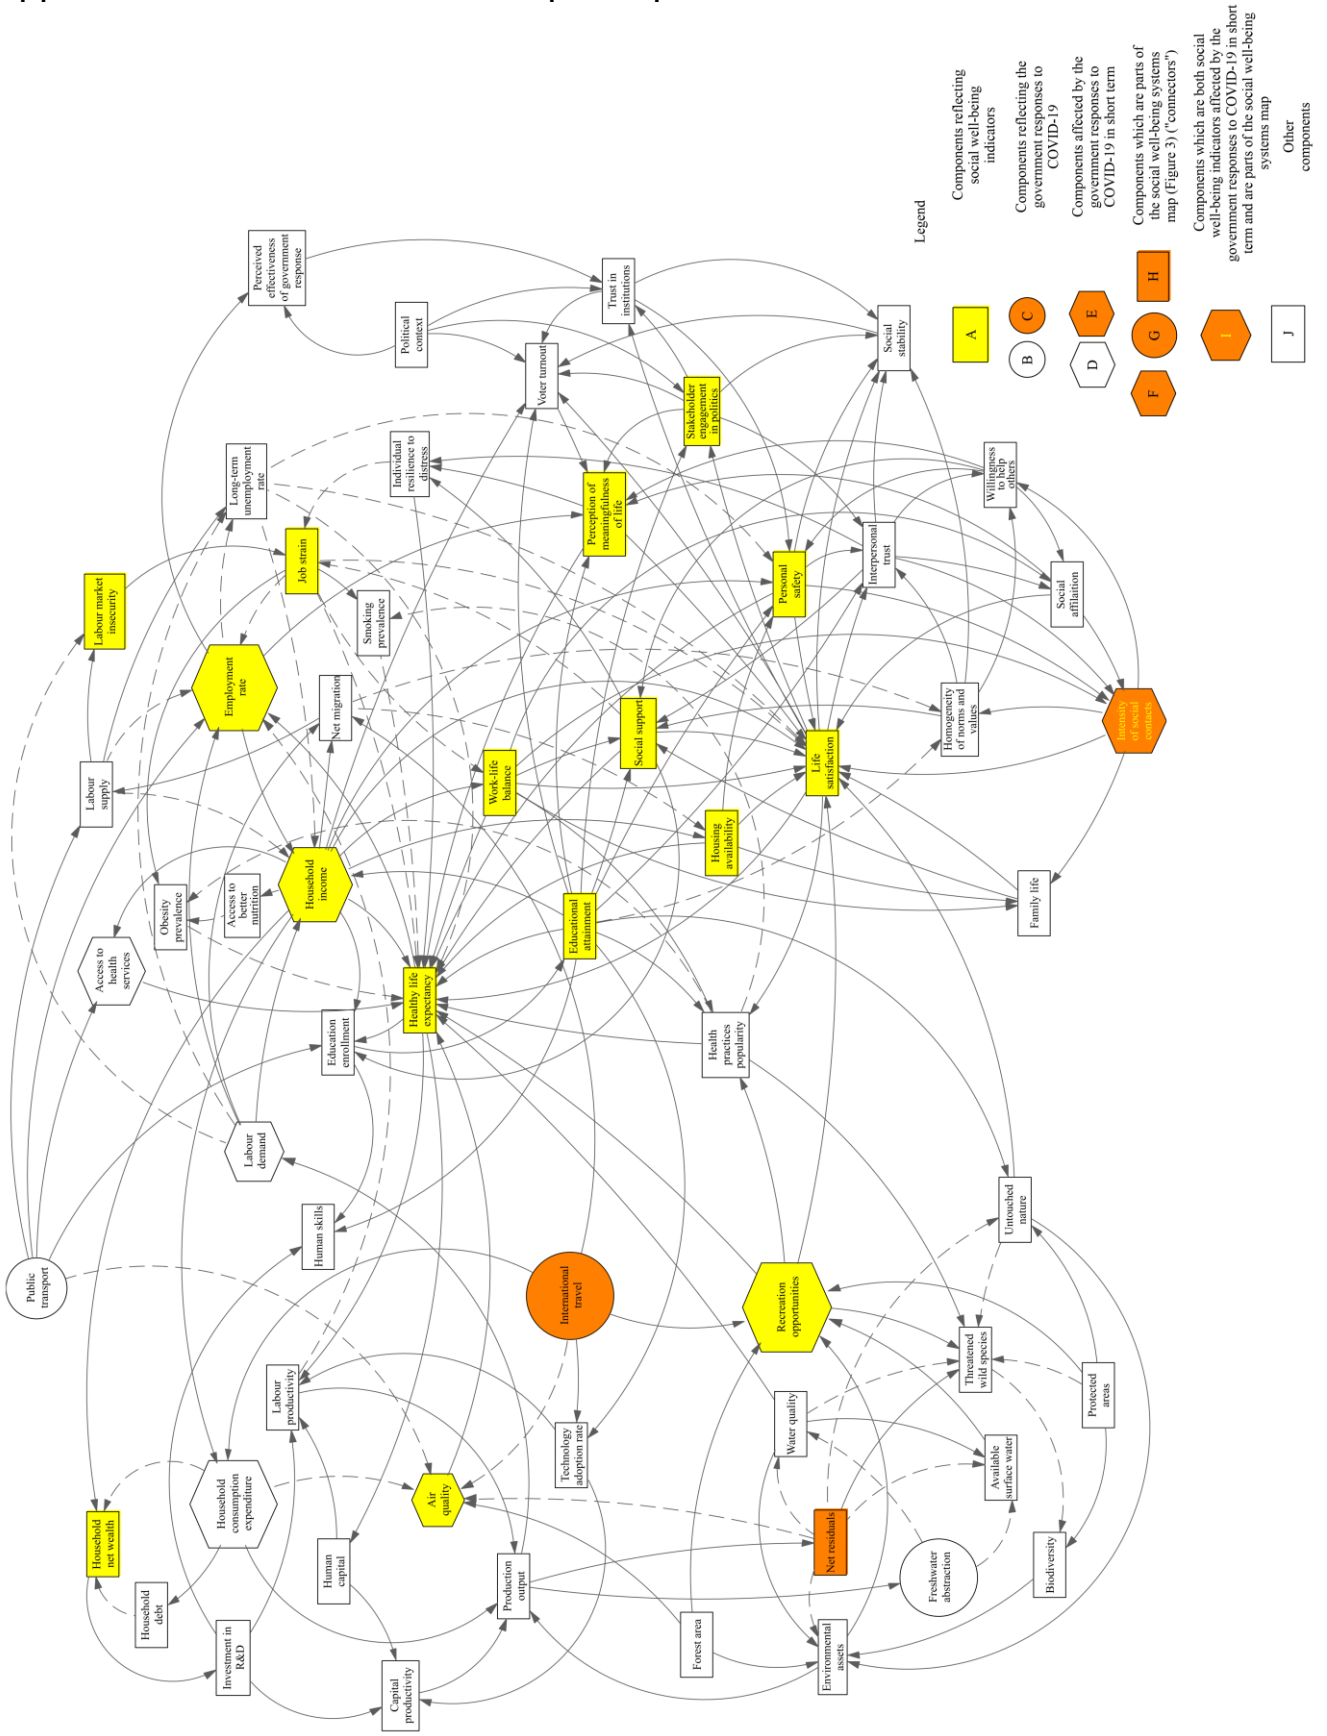 Perceived
effectiveness
of government
response
Political
context
Trust in
institutions
Voter turnout
Social
stability
Stakeholder
engagement
in politics
Long-term
unemployment
rate
Individual
resilience to
distress
Perception of
meaningfulness
of life
Willingness
to help
others
Job strain
Labour market
insecurity
Smoking
prevalence
Personal
safety
Interpersonal
trust
Social
affilaition
Employment
rate
Net migration
Labour
supply
Work-life
balance
Social support
Life
satisfaction
Homogeneity
of norms and
values
Intensity
of social
contacts
Housing
availability
Household
income
Access to
better
nutrition
Obesity
prevalence
Family life
Educational
attainment
Access to
health
services
Healthy life
expectancy
Education
enrollment
Health
practices
popularity
Labour
demand
Human skills
Untouched
nature
Public
transport
International
travel
Recreation
opportunities
Threatened
wild species
Protected
areas
Labour
productivity
Water quality
Technology
adoption rate
Available
surface water
Household
consumption
expenditure
Air
quality
Household
net wealth
Net residuals
Human
capital
Production
output
Freshwater
abstraction
Biodiversity
Household
debt
Investment in
R&D
Forest area
Environmental
assets
Capital
productivity
Legend
A
Components reflecting
social well-being
indicators
B
C
Components reflecting the
government responses to
COVID-19
D
E
Components affected by the
government responses to
COVID-19 in short term
F
G
H
Components which are parts of
the social well-being systems
map (Figure 3) ("connectors")
I
Components which are both social
well-being indicators affected by the
government responses to COVID-19 in short
term and are parts of the social well-being
systems map
J
Other
components